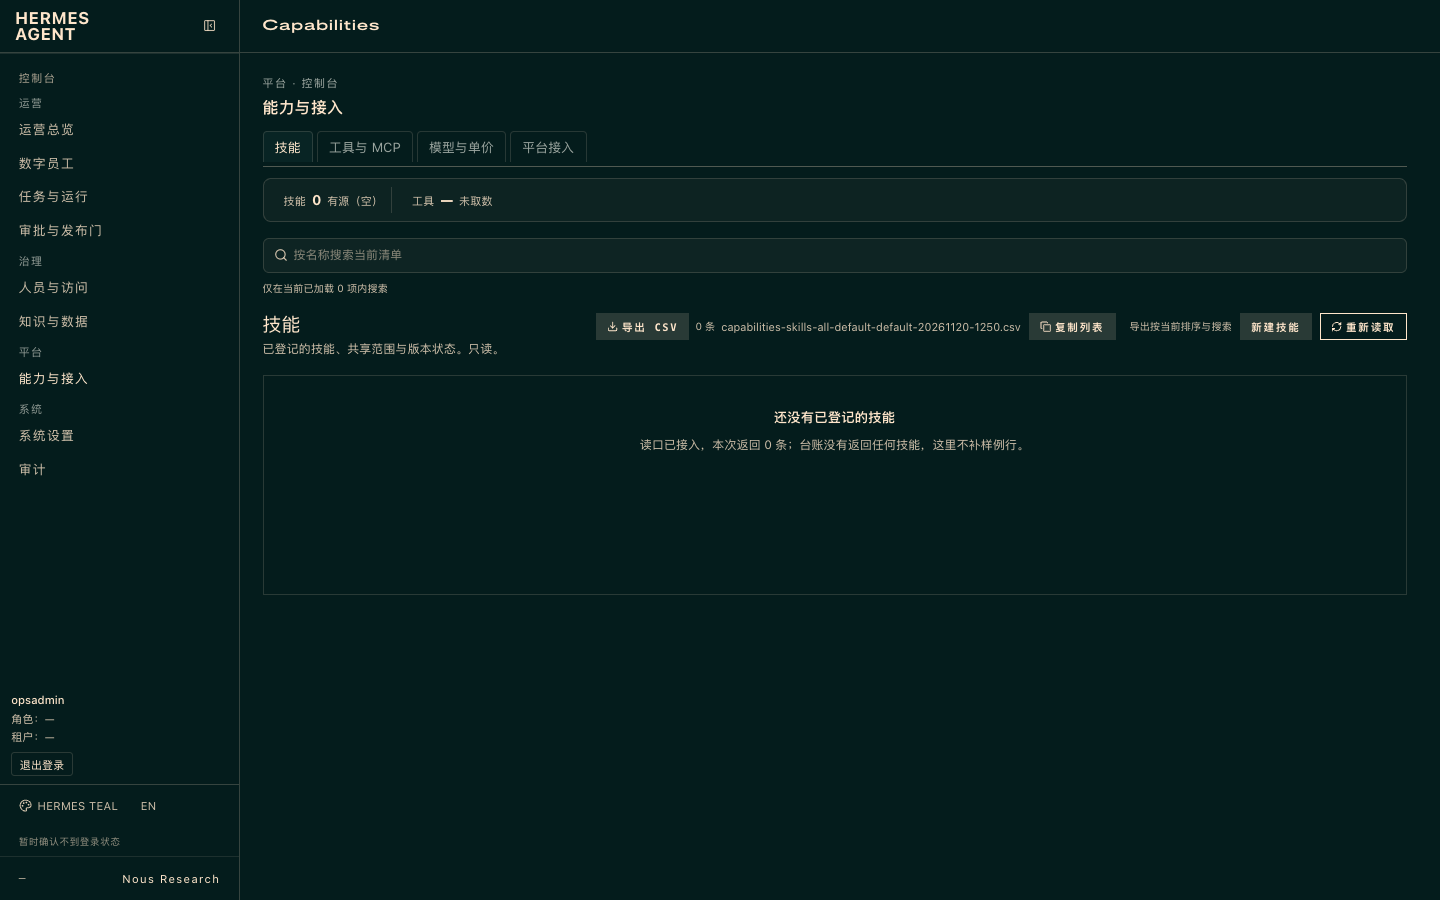 HERMES
AGENT
Capabilities
控制台
运营
运营总览
数字员工
任务与运行
审批与发布门
治理
人员与访问
知识与数据
平台
能力与接入
系统
系统设置
审计
opsadmin
角色：—
租户：—
退出登录
HERMES TEAL EN
暂时确认不到登录状态
— Nous Research
平台 · 控制台
能力与接入
技能 工具与 MCP 模型与单价 平台接入
技能 0 有源（空） 工具 — 未取数
按名称搜索当前清单
仅在当前已加载 0 项内搜索
技能
已登记的技能、共享范围与版本状态。只读。
导出 CSV 0 条 capabilities-skills-all-default-default-20261120-1250.csv 复制列表 导出按当前排序与搜索 新建技能 重新读取
还没有已登记的技能
读口已接入，本次返回 0 条；台账没有返回任何技能，这里不补样例行。